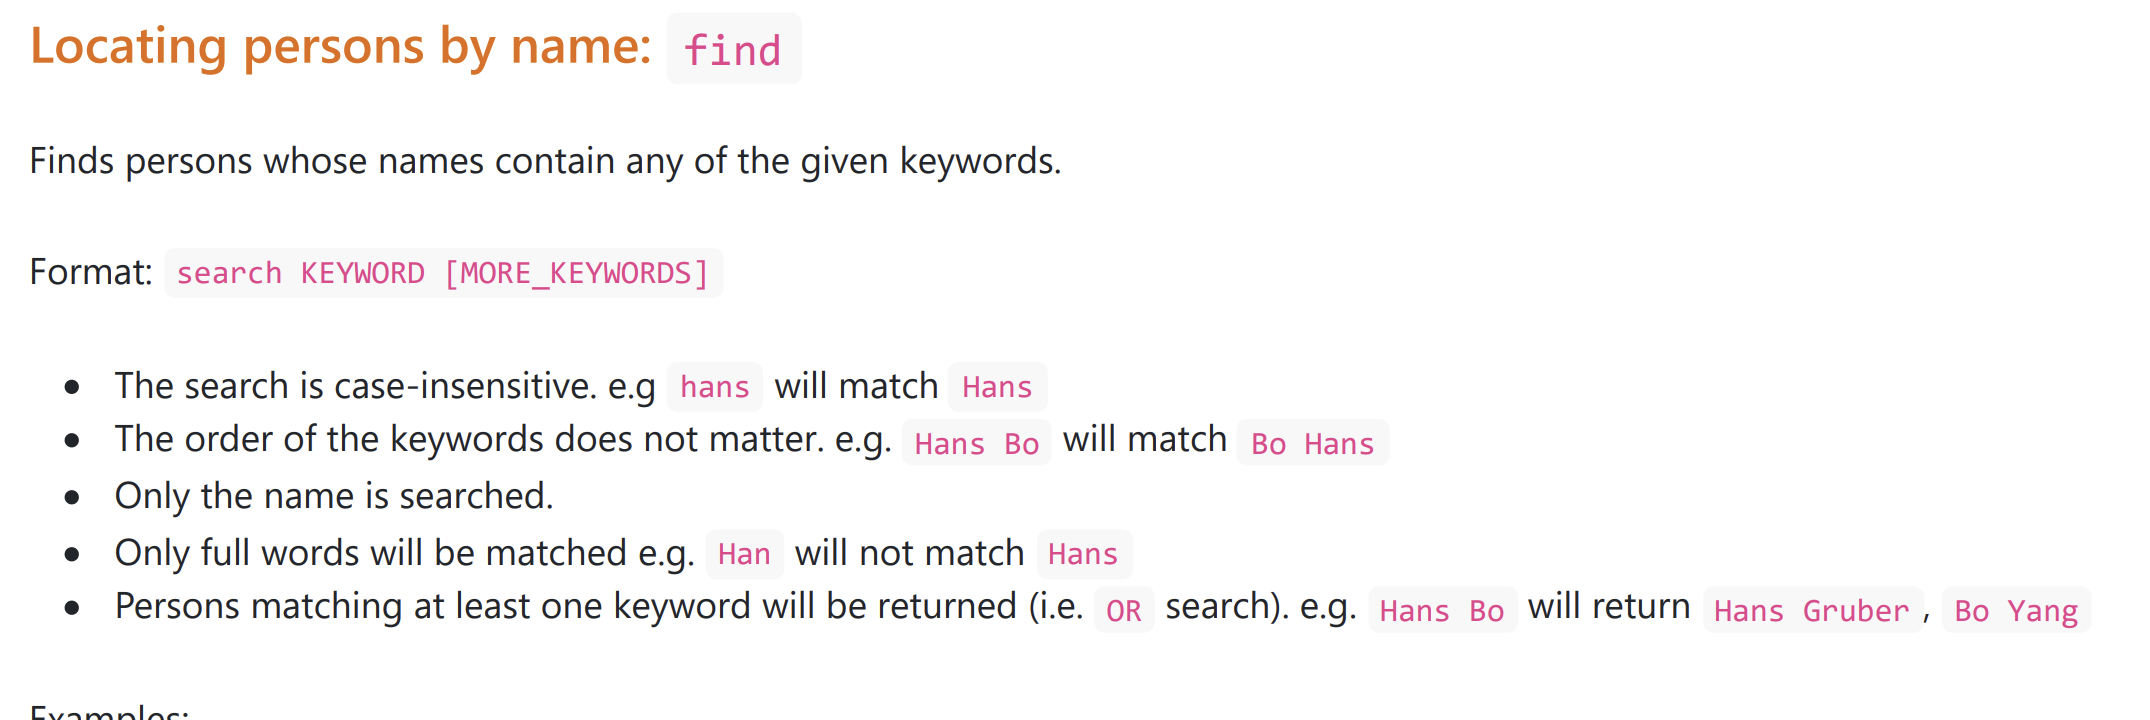 Locating persons by name: find
Finds persons whose names contain any of the given keywords.
Format: search KEYWORD [MORE_KEYWORDS]
• The search is case-insensitive. e.g hans will match Hans
• The order of the keywords does not matter. e.g. Hans Bo will match Bo Hans
• Only the name is searched.
• Only full words will be matched e.g. Han will not match Hans
• Persons matching at least one keyword will be returned (i.e. OR search). e.g. Hans Bo will return Hans Gruber, Bo Yang
Examples: